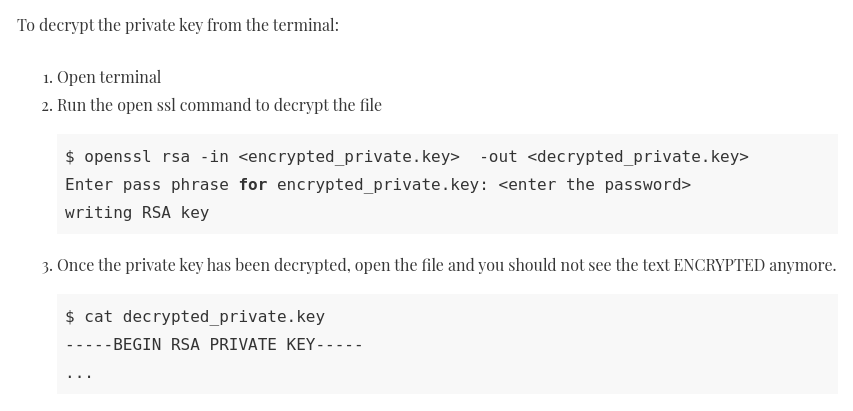 To decrypt the private key from the terminal:
1. Open terminal
2. Run the open ssl command to decrypt the file
$ openssl rsa -in <encrypted_private.key>  -out <decrypted_private.key>
Enter pass phrase for encrypted_private.key: <enter the password>
writing RSA key
3. Once the private key has been decrypted, open the file and you should not see the text ENCRYPTED anymore.
$ cat decrypted_private.key
-----BEGIN RSA PRIVATE KEY-----
...